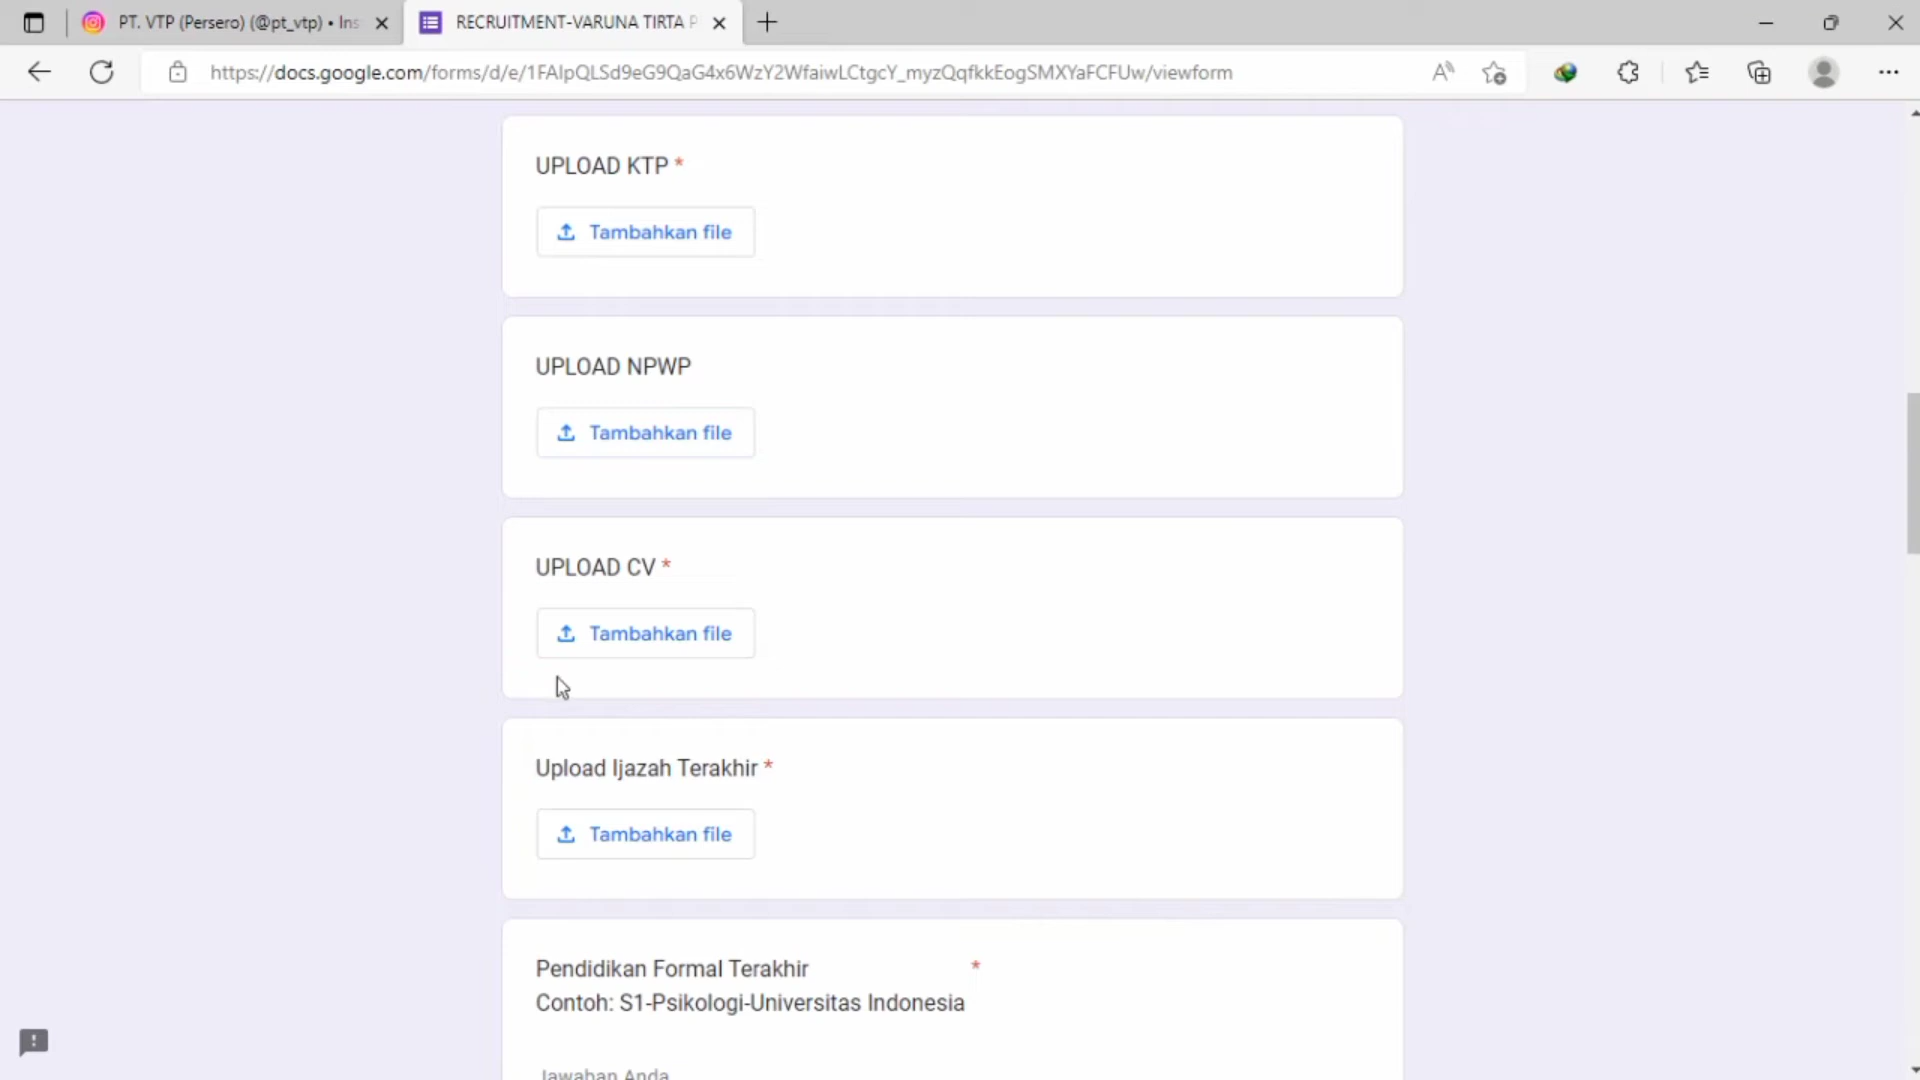 PT. VTP (Persero) (@pt_vtp) • Ins
RECRUITMENT-VARUNA TIRTA P
https://docs.google.com/forms/d/e/1FAIpQLSd9eG9QaG4x6WzY2WfaiwLCtgcY_myzQqfkkEogSMXYaFCFUw/viewform
UPLOAD KTP *
Tambahkan file
UPLOAD NPWP
Tambahkan file
UPLOAD CV *
Tambahkan file
Upload Ijazah Terakhir *
Tambahkan file
Pendidikan Formal Terakhir *
Contoh: S1-Psikologi-Universitas Indonesia
Jawaban Anda